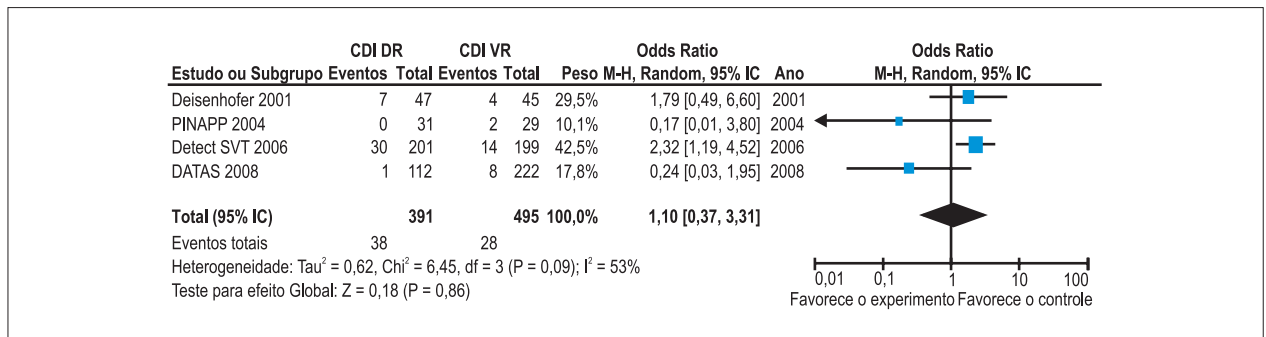 CDI DR CDI VR Odds Ratio Odds Ratio
Estudo ou Subgrupo Eventos Total Eventos Total Peso M-H, Random, 95% IC Ano M-H, Random, 95% IC
Deisenhofer 2001 7 47 4 45 29,5% 1,79 [0,49, 6,60] 2001
PINAPP 2004 0 31 2 29 10,1% 0,17 [0,01, 3,80] 2004
Detect SVT 2006 30 201 14 199 42,5% 2,32 [1,19, 4,52] 2006
DATAS 2008 1 112 8 222 17,8% 0,24 [0,03, 1,95] 2008
Total (95% IC) 391 495 100,0% 1,10 [0,37, 3,31]
Eventos totais 38 28
Heterogeneidade: Tau² = 0,62, Chi² = 6,45, df = 3 (P = 0,09); I² = 53%
Teste para efeito Global: Z = 0,18 (P = 0,86)
0,01 0,1 1 10 100
Favorece o experimento Favorece o controle